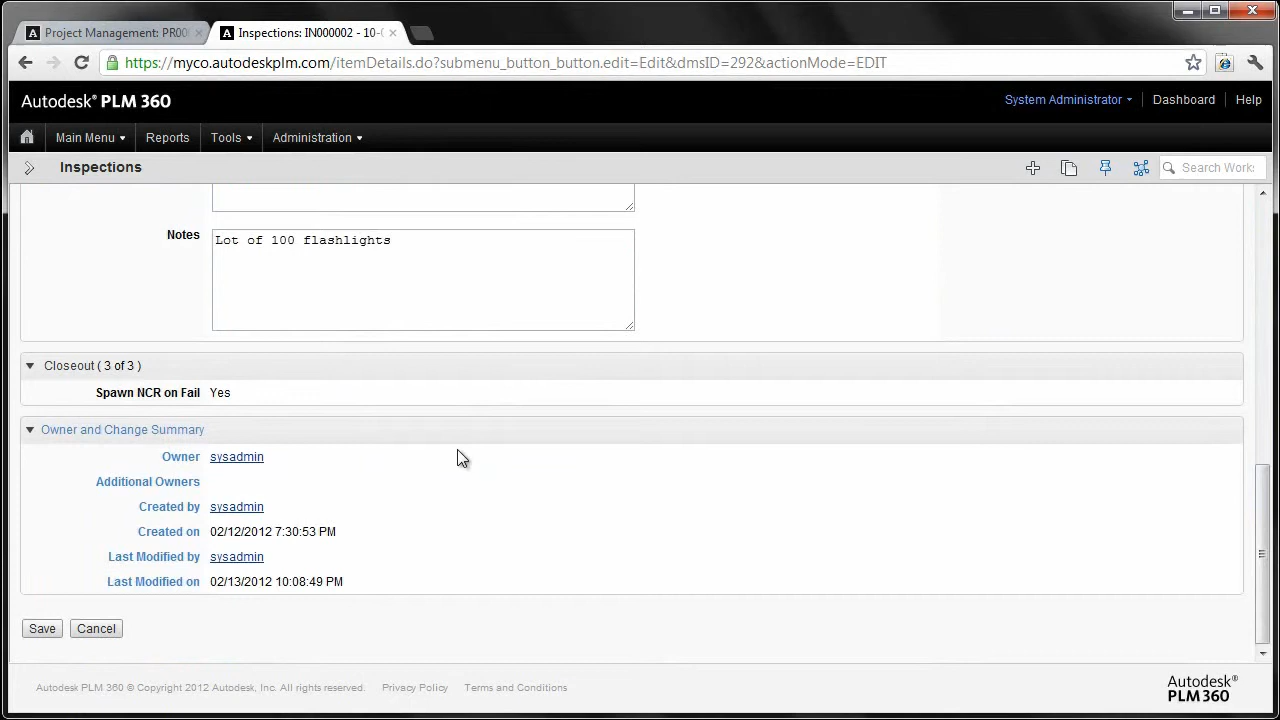 Project Management: PR00
Inspections: IN000002 - 10-0
https://myco.autodeskplm.com/itemDetails.do?submenu_button_button.edit=Edit&dmsID=292&actionMode=EDIT
Autodesk® PLM 360
System Administrator
Dashboard
Help
Main Menu
Reports
Tools
Administration
Inspections
Search Works
Notes
Lot of 100 flashlights
Closeout ( 3 of 3 )
Spawn NCR on Fail Yes
Owner and Change Summary
Owner sysadmin
Additional Owners
Created by sysadmin
Created on 02/12/2012 7:30:53 PM
Last Modified by sysadmin
Last Modified on 02/13/2012 10:08:49 PM
Save Cancel
Autodesk PLM 360 © Copyright 2012 Autodesk, Inc. All rights reserved. Privacy Policy Terms and Conditions
Autodesk®
PLM360